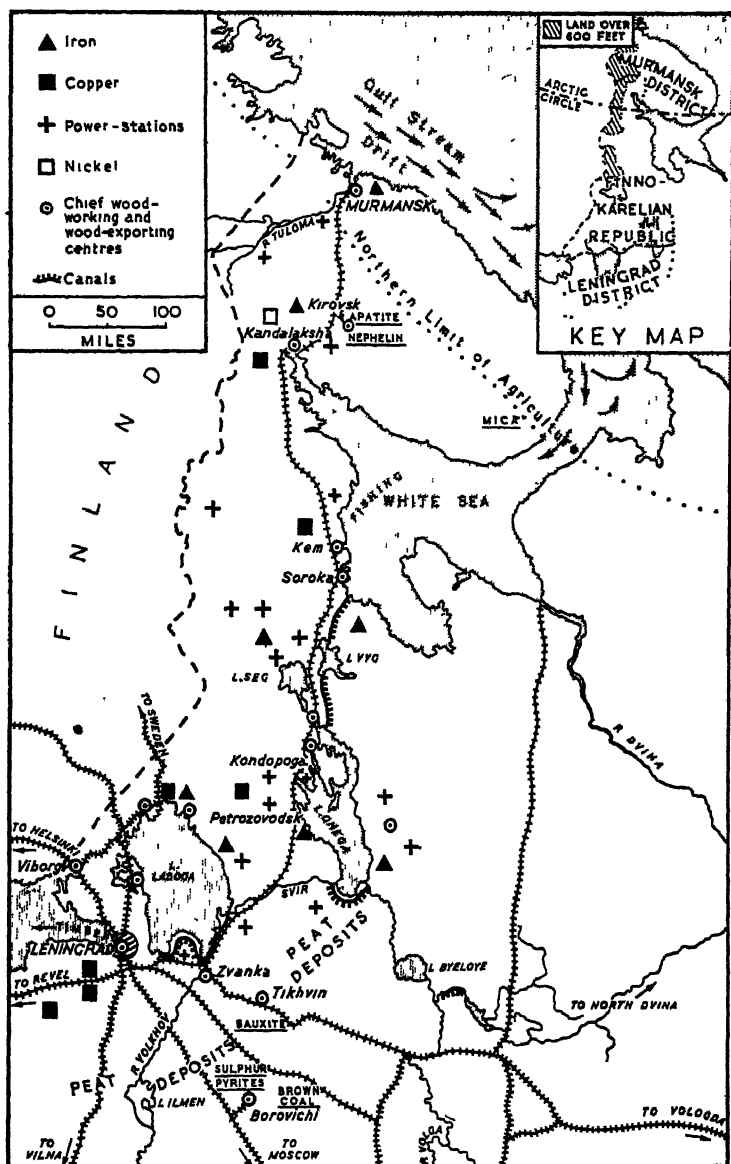 Iron
Copper
Power-stations
Nickel
Chief wood-
working and
wood-exporting
centres
Canals
0 50 100
MILES
LAND OVER
600 FEET
MURMANSK
DISTRICT
ARCTIC
CIRCLE
FINNO-
KARELIAN
REPUBLIC
LENINGRAD
DISTRICT
KEY MAP
Gulf Stream
Drift
MURMANSK
R TULOMA
Northern Limit of Agriculture
Kirovsk
APATITE
NEPHELIN
Kandalaksha
MICA
FINLAND
FISHING
WHITE SEA
Kem
Soroka
L VYG
L. SEG
TO SWEDEN
R DVINA
Kondopoga
Petrozovodsk
L. ONEGA
TO HELSINKI
Viborg
L.
LADOGA
SVIR
PEAT
DEPOSITS
TIMBER
LENINGRAD
L BYELOYE
TO REVEL
Zvanka
Tikhvin
TO NORTH DVINA
BAUXITE
R VOLKHOV
PEAT DEPOSITS
SULPHUR
PYRITES
BROWN
COAL
L ILMEN
Borovichi
R VOLGA
TO VOLOGDA
TO
VILNA
TO
MOSCOW